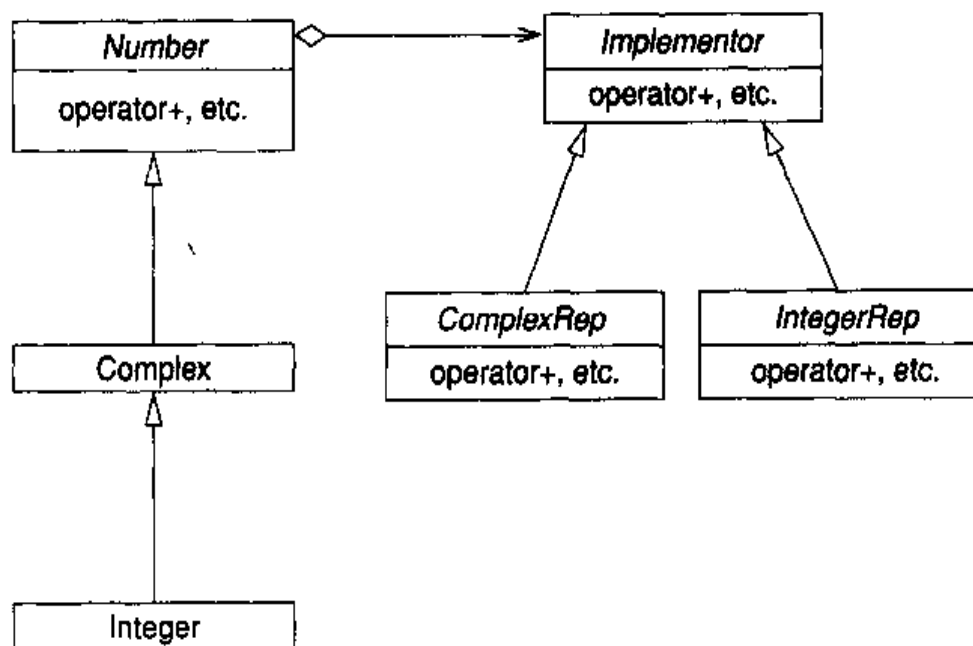 Number
operator+, etc.
Implementor
operator+, etc.
ComplexRep
operator+, etc.
IntegerRep
operator+, etc.
Complex
Integer